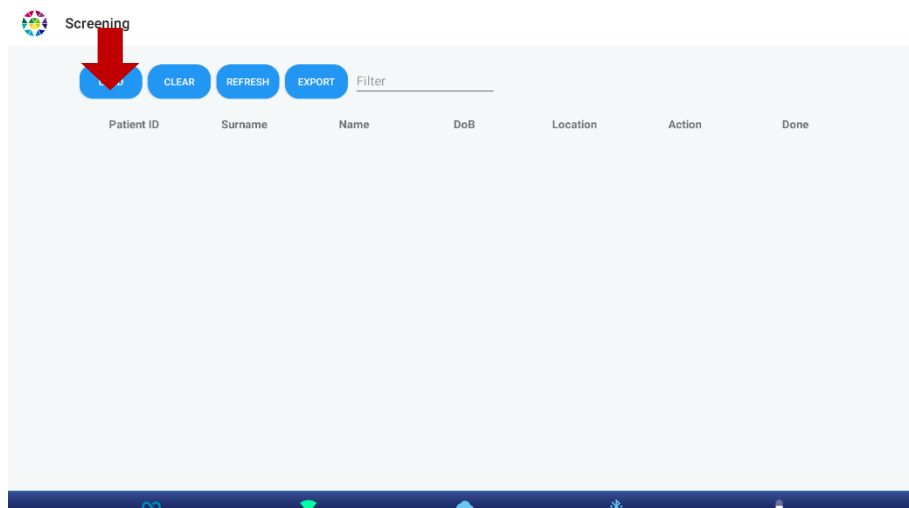 Screening
CLEAR REFRESH EXPORT Filter
Patient ID Surname Name DoB Location Action Done